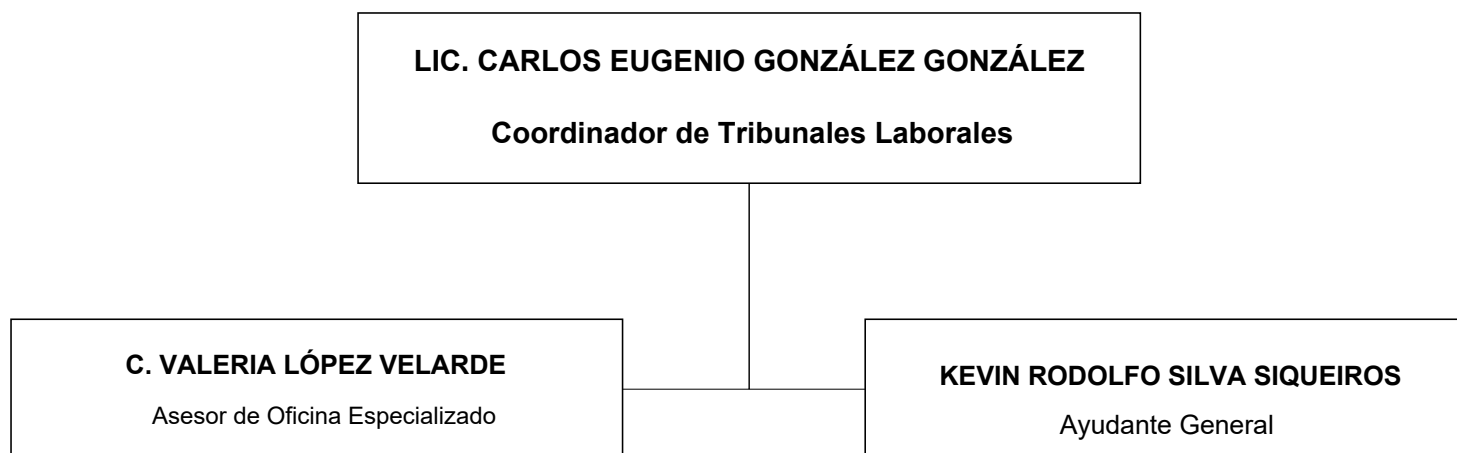 LIC. CARLOS EUGENIO GONZÁLEZ GONZÁLEZ
Coordinador de Tribunales Laborales
C. VALERIA LÓPEZ VELARDE
Asesor de Oficina Especializado
KEVIN RODOLFO SILVA SIQUEIROS
Ayudante General